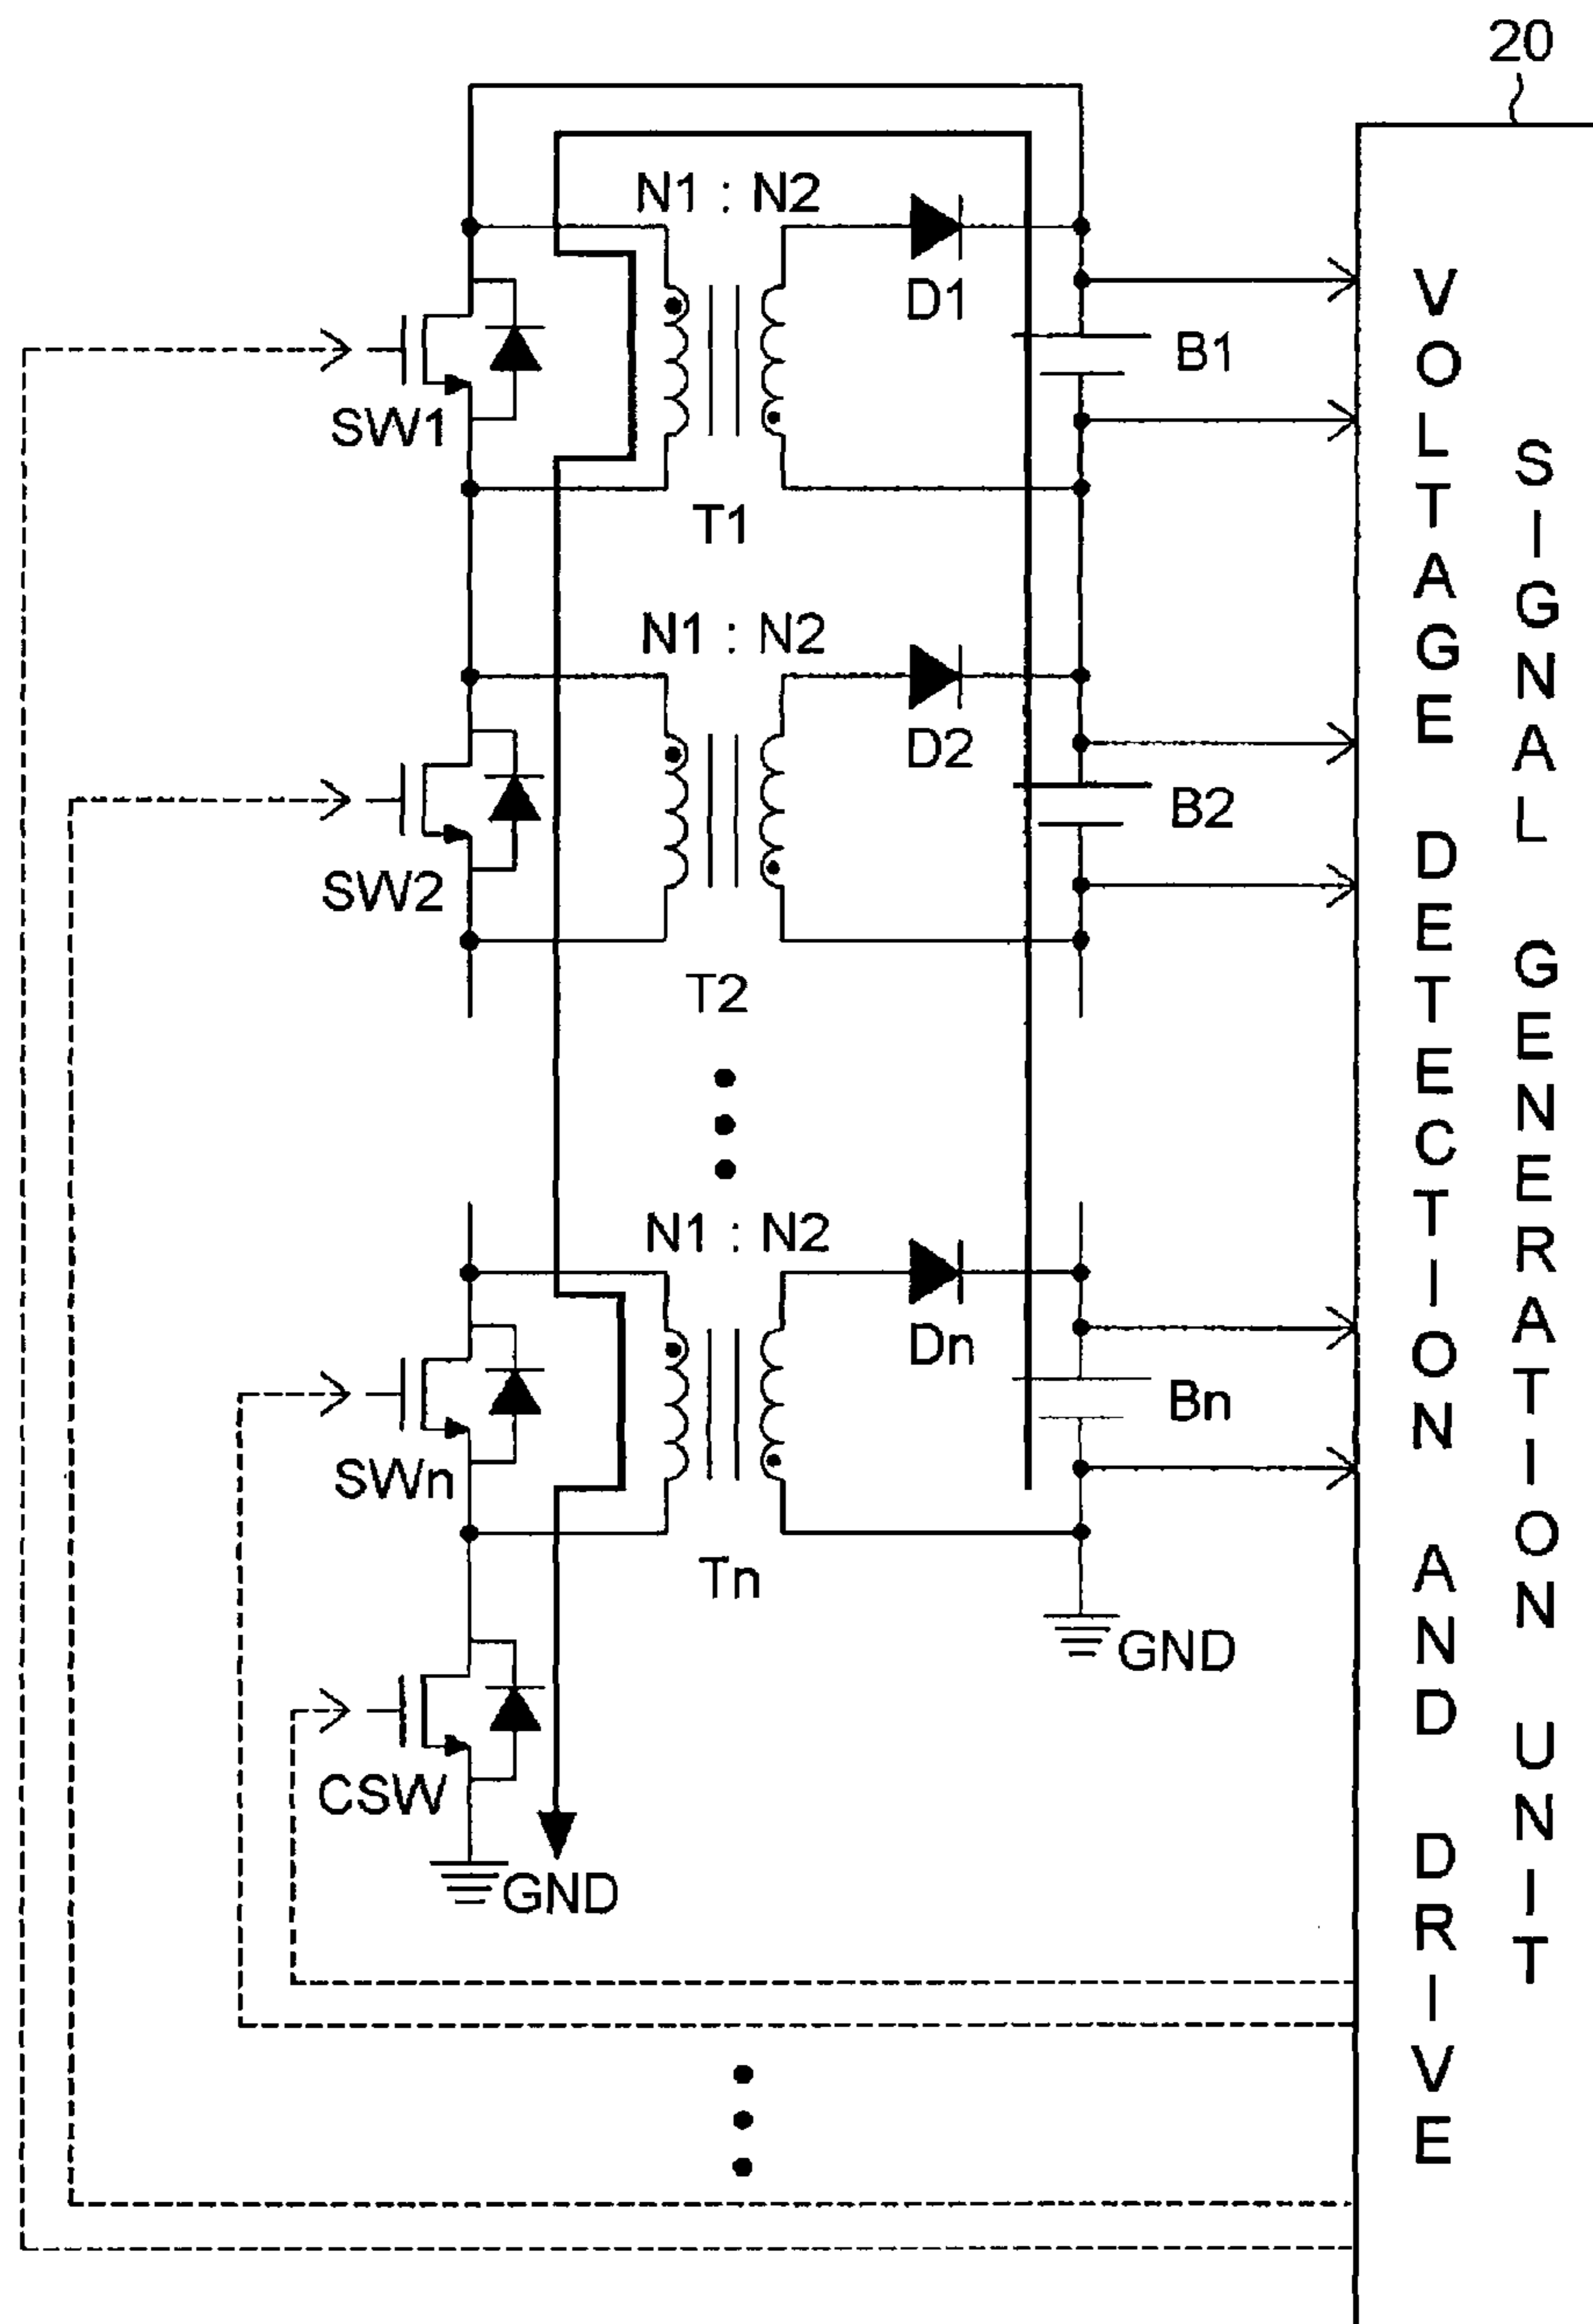 20
N1 : N2
D1
B1
SW1
T1
N1 : N2
D2
B2
SW2
T2
N1 : N2
Dn
Bn
SWn
Tn
GND
CSW
GND
VOLTAGE DETECTION AND DRIVE
SIGNAL GENERATION UNIT